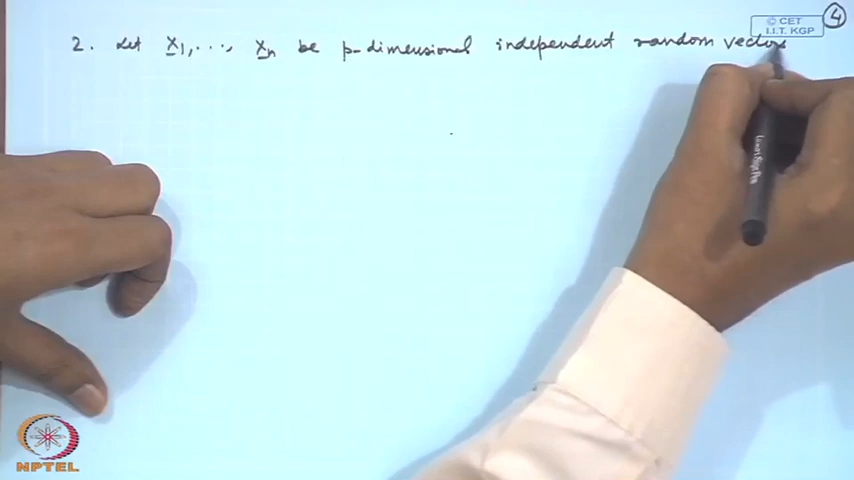 © CET
I.I.T. KGP
4
2. Let x1, ..., xn be p-dimensional independent random vectors
NPTEL